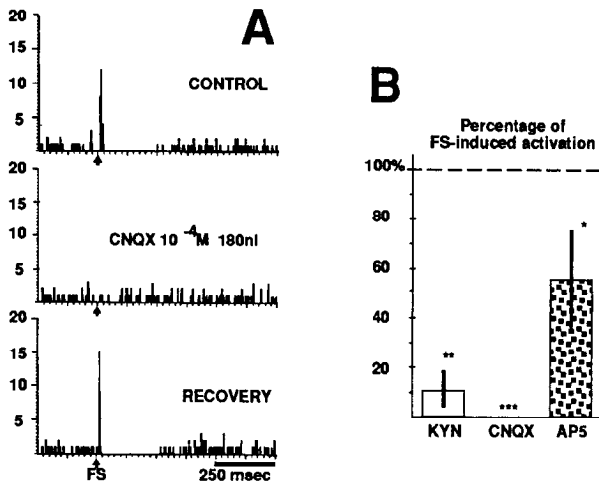 A
20
15
10
5
CONTROL
20
15
10
5
CNQX 10 -4 M 180nl
20
15
10
5
RECOVERY
FS
250 msec
B
Percentage of
FS-induced activation
100%
80
60
40
20
**
***
*
KYN CNQX AP5